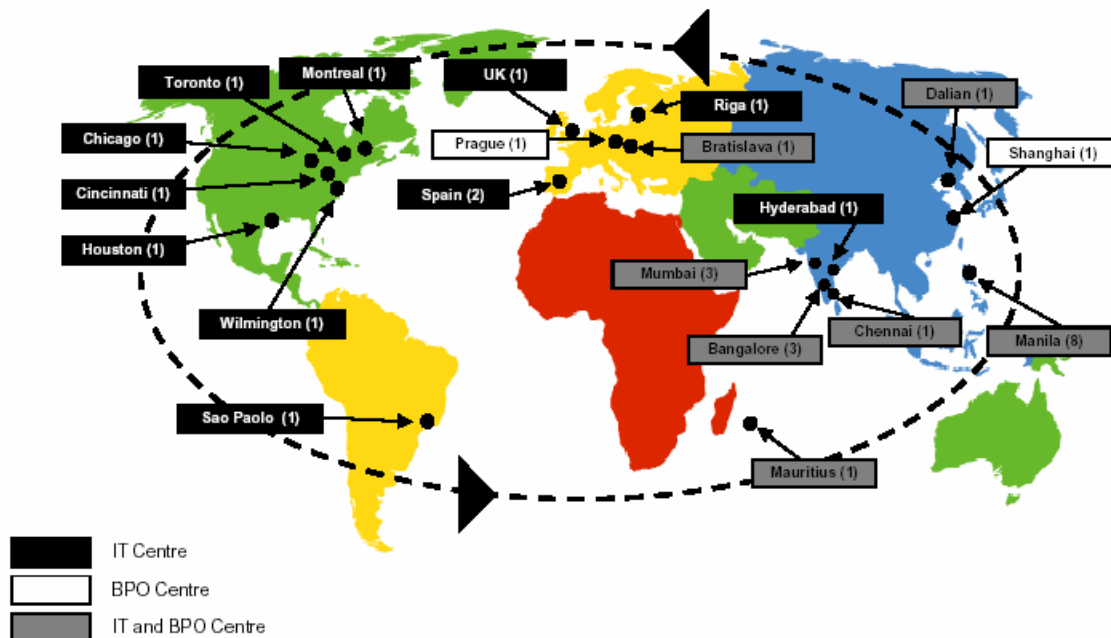 Montreal (1)
UK (1)
Toronto (1)
Riga (1)
Dalian (1)
Chicago (1)
Prague (1)
Bratislava (1)
Shanghai (1)
Cincinnati (1)
Spain (2)
Hyderabad (1)
Houston (1)
Mumbai (3)
Wilmington (1)
Chennai (1)
Bangalore (3)
Manila (8)
Sao Paolo (1)
Mauritius (1)
IT Centre
BPO Centre
IT and BPO Centre